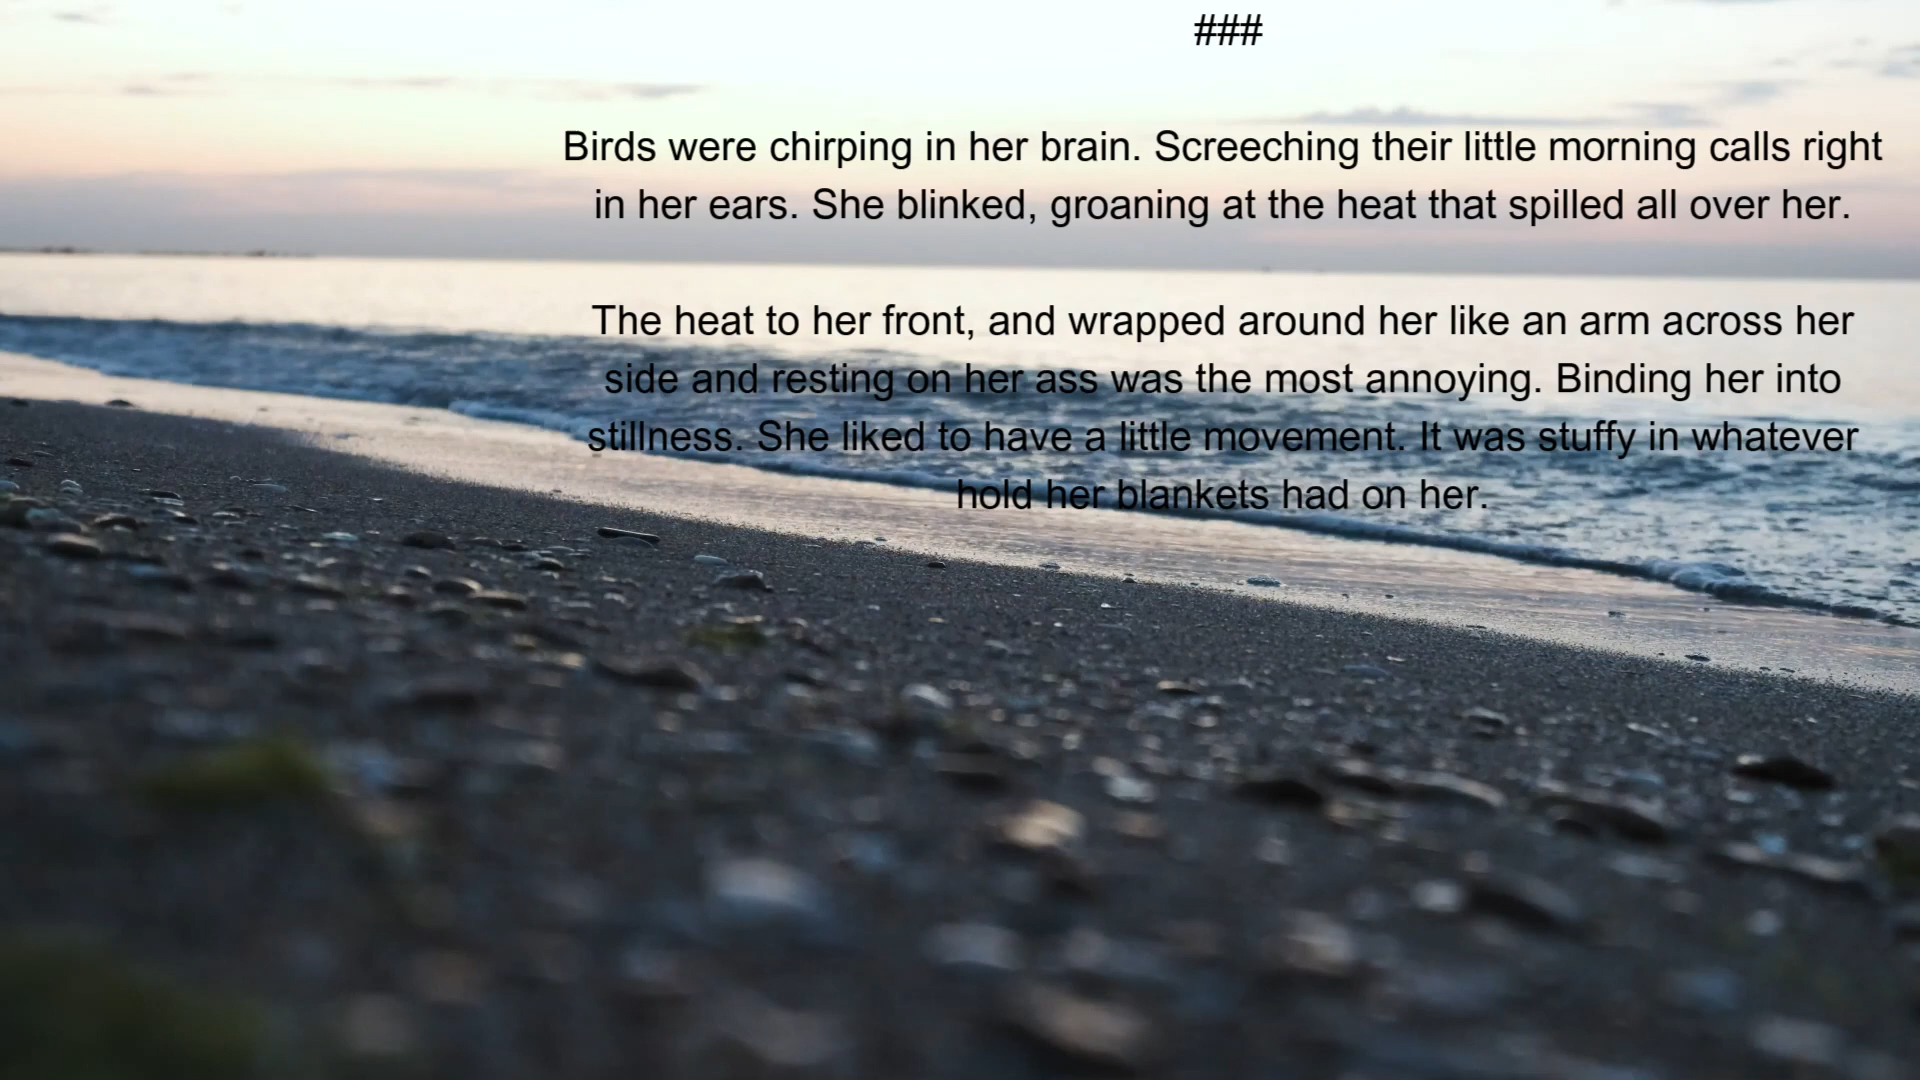 ###
Birds were chirping in her brain. Screeching their little morning calls right
in her ears. She blinked, groaning at the heat that spilled all over her.
The heat to her front, and wrapped around her like an arm across her
side and resting on her ass was the most annoying. Binding her into
stillness. She liked to have a little movement. It was stuffy in whatever
hold her blankets had on her.